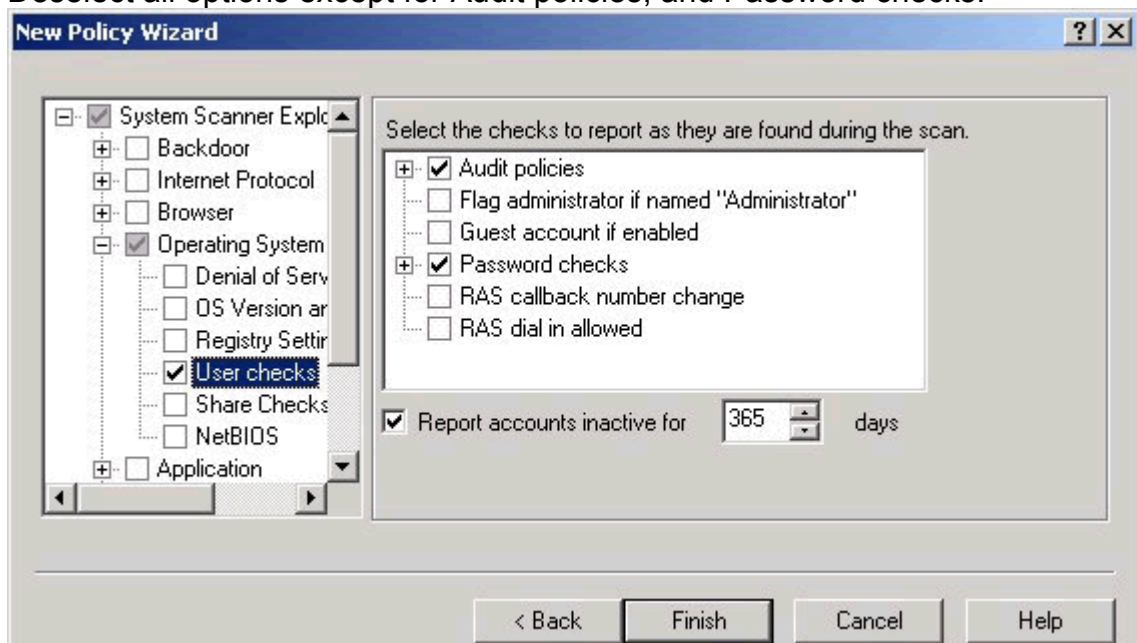 Deselect all options except for Audit policies, and Password checks.
New Policy Wizard
System Scanner Explo
Backdoor
Internet Protocol
Browser
Operating System
Denial of Serv
OS Version ar
Registry Settir
User checks
Share Checks
NetBIOS
Application
Select the checks to report as they are found during the scan.
Audit policies
Flag administrator if named "Administrator"
Guest account if enabled
Password checks
RAS callback number change
RAS dial in allowed
Report accounts inactive for 365 days
< Back Finish Cancel Help